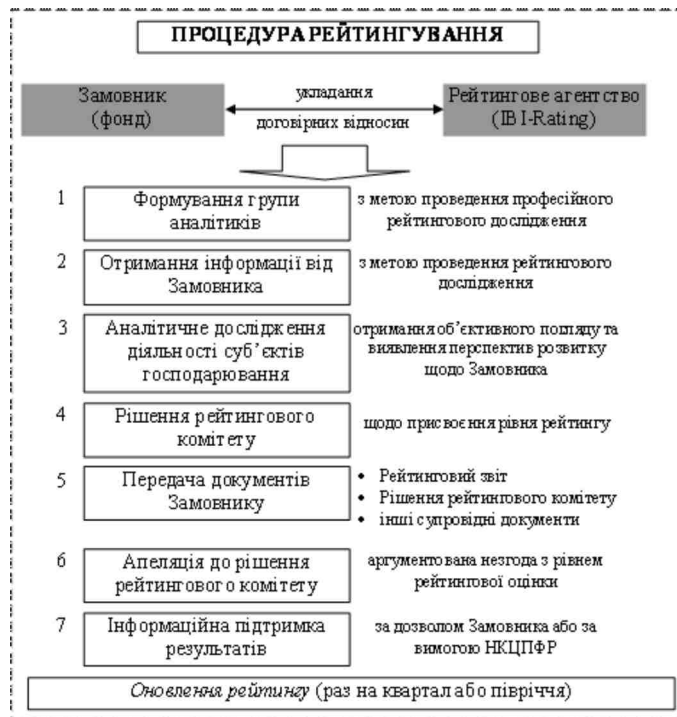 ПРОЦЕДУРА РЕЙТИНГУВАННЯ
Замовник
(фонд)
укладання
договірних відносин
Рейтингове агентство
(IBI-Rating)
1
Формування групи
аналітиків
з метою проведення професійного
рейтингового дослідження
2
Отримання інформації від
Замовника
з метою проведення рейтингового
дослідження
3
Аналітичне дослідження
діяльності суб’єктів
господарювання
отримання об’єктивного погляду та
виявлення перспектив розвитку
щодо Замовника
4
Рішення рейтингового
комітету
щодо присвоєння рівня рейтингу
5
Передача документів
Замовнику
• Рейтинговий звіт
• Рішення рейтингового комітету
• інші супровідні документи
6
Апеляція до рішення
рейтингового комітету
аргументована незгода з рівнем
рейтингової оцінки
7
Інформаційна підтримка
результатів
за дозволом Замовника або за
вимогою НКЦПФР
Оновлення рейтингу (раз на квартал або півріччя)